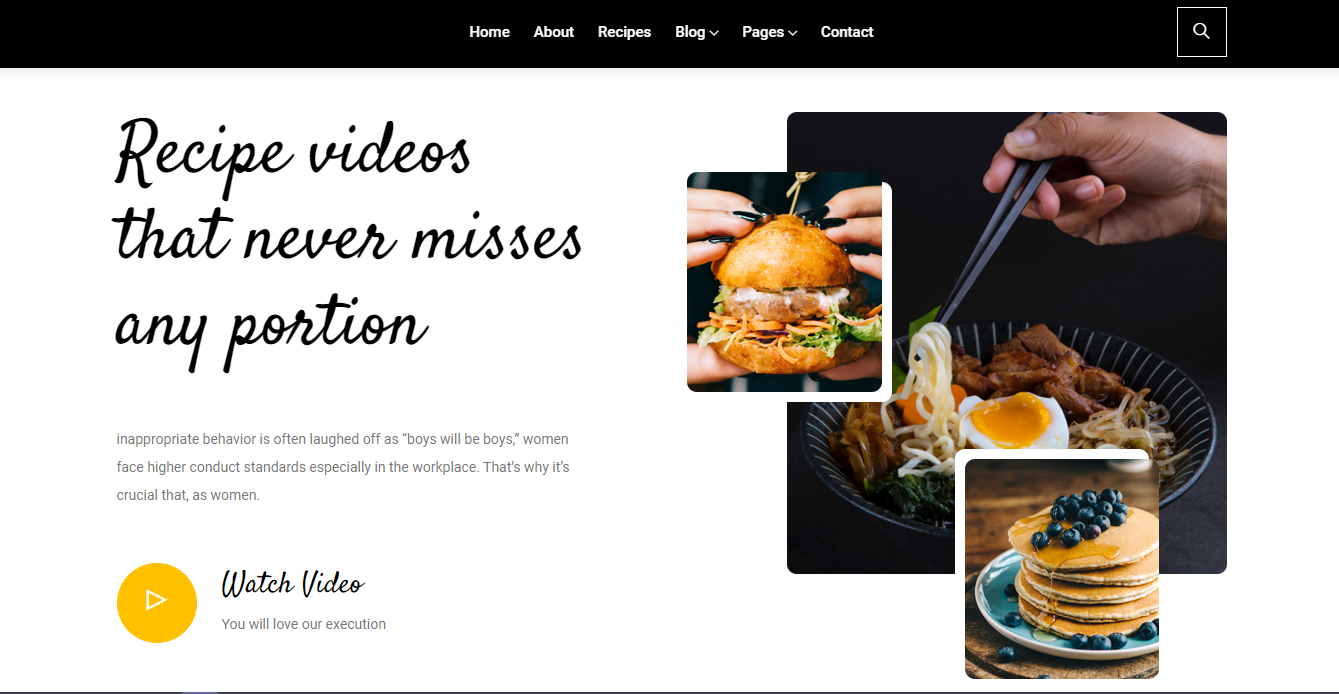 Home About Recipes Blog Pages Contact
Recipe videos
that never misses
any portion
inappropriate behavior is often laughed off as “boys will be boys,” women
face higher conduct standards especially in the workplace. That’s why it’s
crucial that, as women.
Watch Video
You will love our execution